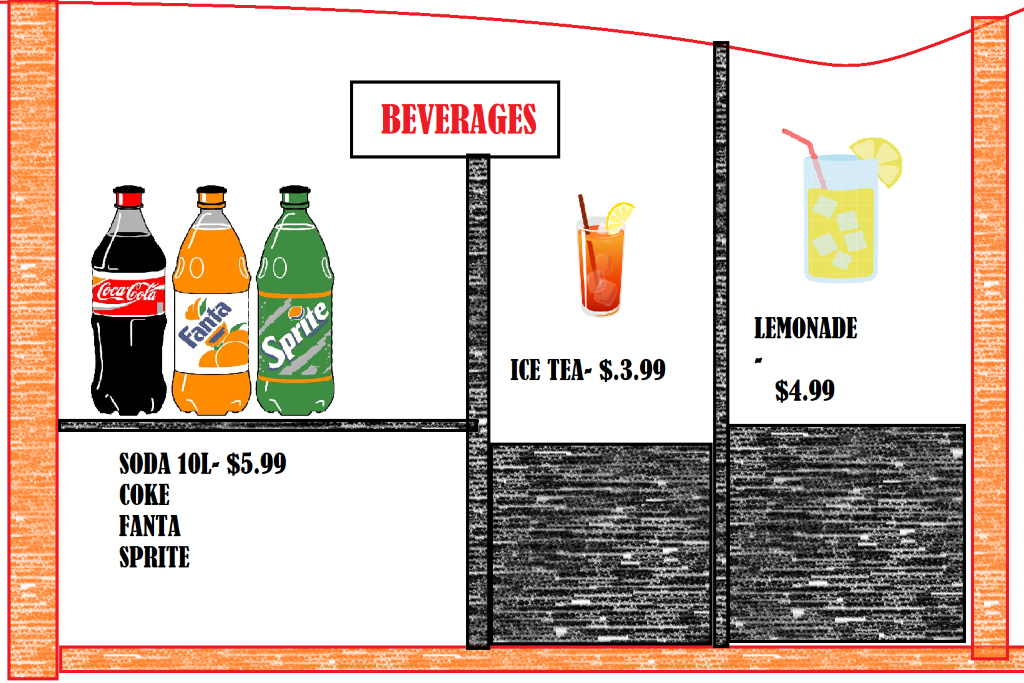 BEVERAGES
Coca-Cola
Fanta
Sprite
ICE TEA- $.3.99
LEMONADE
-
$4.99
SODA 10L- $5.99
COKE
FANTA
SPRITE